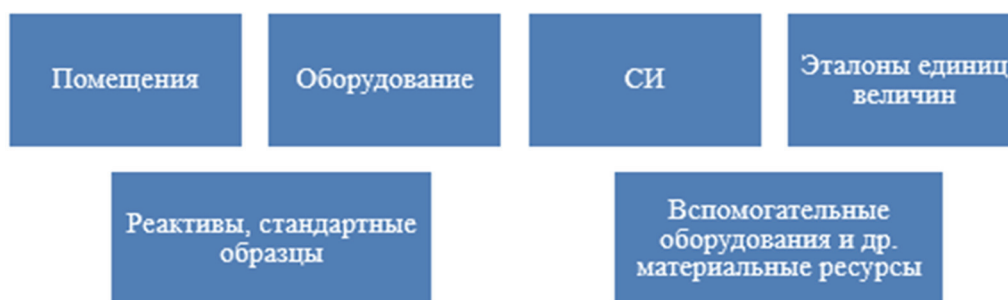 Помещения
Оборудование
СИ
Эталоны единиц
величин
Реактивы, стандартные
образцы
Вспомогательные
оборудования и др.
материальные ресурсы